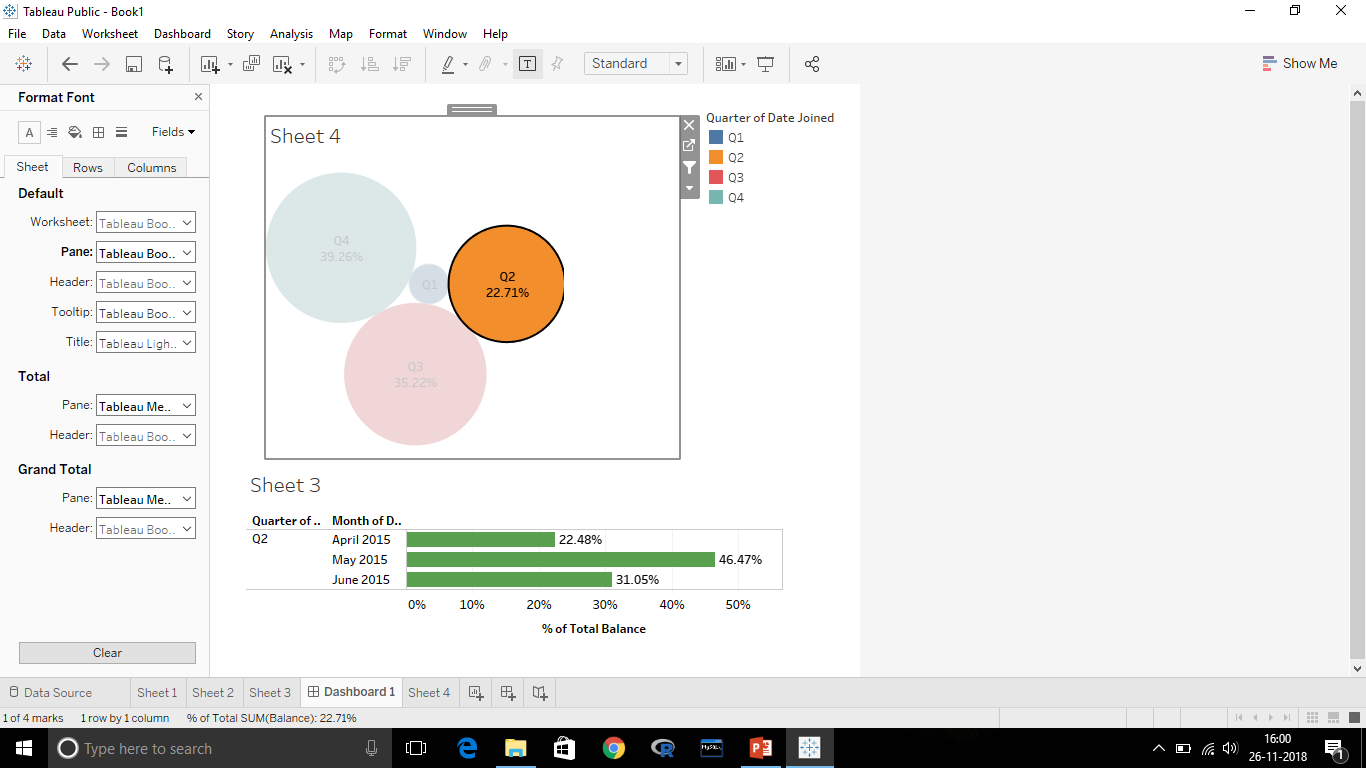 Tableau Public - Book1
File Data Worksheet Dashboard Story Analysis Map Format Window Help
T Standard Show Me
Format Font
A Fields
Sheet Rows Columns
Default
Worksheet: Tableau Boo..
Pane: Tableau Boo..
Header: Tableau Boo..
Tooltip: Tableau Boo..
Title: Tableau Ligh..
Total
Pane: Tableau Me..
Header: Tableau Boo..
Grand Total
Pane: Tableau Me..
Header: Tableau Boo..
Clear
Sheet 4
Q4
39.26%
Q1
Q2
22.71%
Q3
35.22%
Quarter of Date Joined
Q1
Q2
Q3
Q4
Sheet 3
Quarter of .. Month of D..
Q2 April 2015 22.48%
May 2015 46.47%
June 2015 31.05%
0% 10% 20% 30% 40% 50%
% of Total Balance
Data Source Sheet 1 Sheet 2 Sheet 3 Dashboard 1 Sheet 4
1 of 4 marks 1 row by 1 column % of Total SUM(Balance): 22.71%
Type here to search
R
MySQL
P
16:00
26-11-2018
1